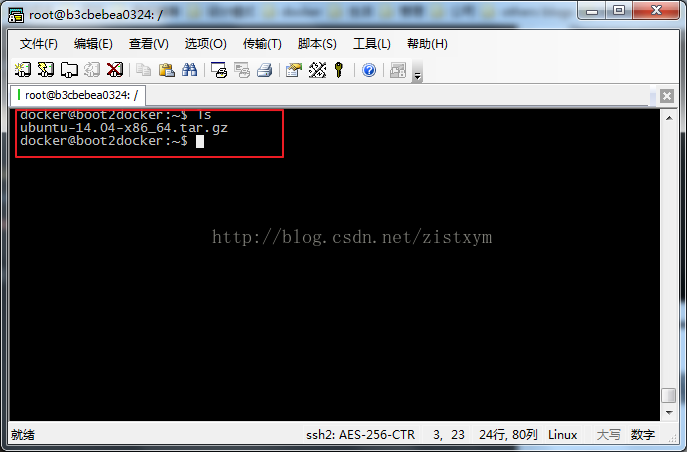 root@b3cbebea0324: /
文件(F) 编辑(E) 查看(V) 选项(O) 传输(T) 脚本(S) 工具(L) 帮助(H)
root@b3cbebea0324: /
docker@boot2docker:~$ ls
ubuntu-14.04-x86_64.tar.gz
docker@boot2docker:~$
http://blog.csdn.net/zistxym
就绪 ssh2: AES-256-CTR 3, 23 24行, 80列 Linux 大写 数字